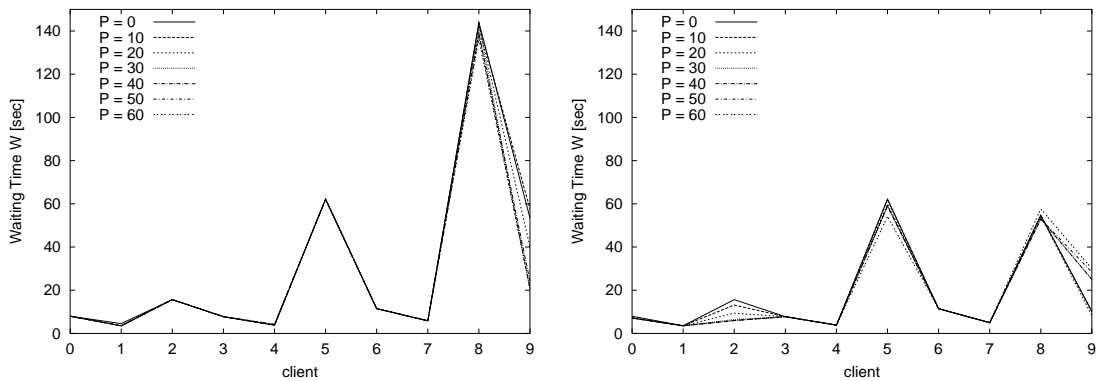 140
120
100
80
60
40
20
0
Waiting Time W [sec]
P = 0
P = 10
P = 20
P = 30
P = 40
P = 50
P = 60
0 1 2 3 4 5 6 7 8 9
client
140
120
100
80
60
40
20
0
Waiting Time W [sec]
P = 0
P = 10
P = 20
P = 30
P = 40
P = 50
P = 60
0 1 2 3 4 5 6 7 8 9
client